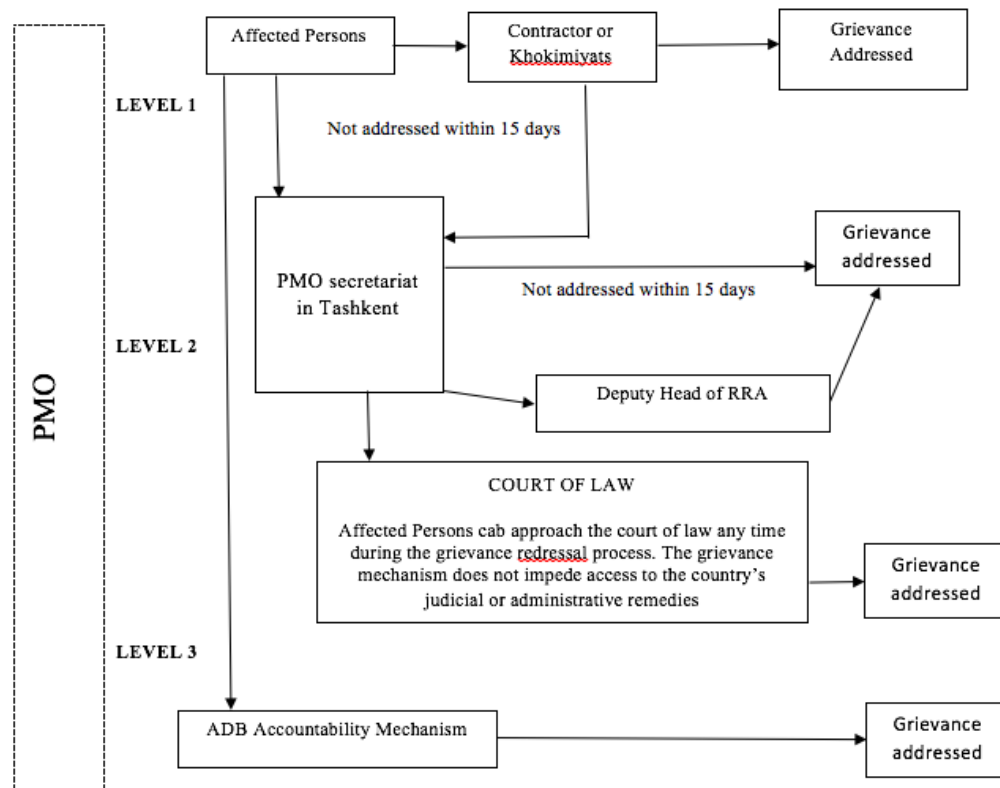 Affected Persons
Contractor or
Khokimiyats
Grievance
Addressed
LEVEL 1
Not addressed within 15 days
PMO secretariat
in Tashkent
Grievance
addressed
Not addressed within 15 days
LEVEL 2
PMO
Deputy Head of RRA
COURT OF LAW
Affected Persons cab approach the court of law any time
during the grievance redressal process. The grievance
mechanism does not impede access to the country’s
judicial or administrative remedies
Grievance
addressed
LEVEL 3
ADB Accountability Mechanism
Grievance
addressed